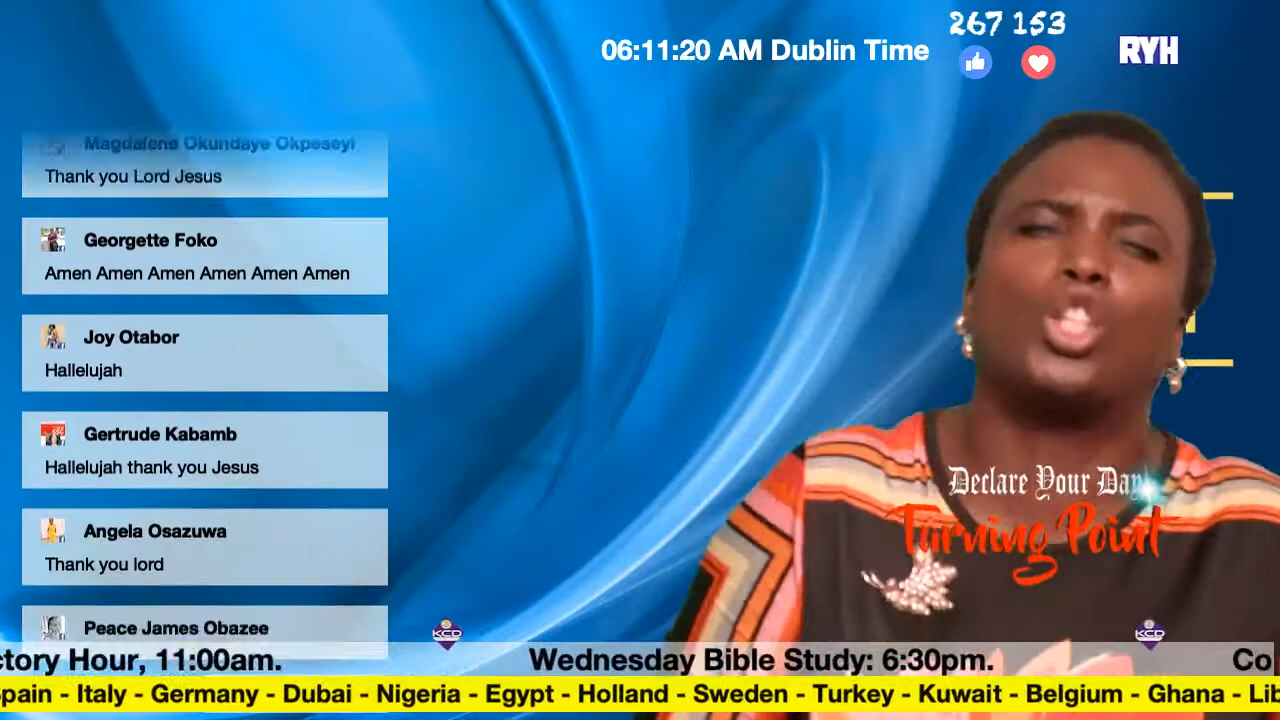 267 153
06:11:20 AM Dublin Time
RYH
Magdalene Okundaye Okpeseyi
Thank you Lord Jesus
Georgette Foko
Amen Amen Amen Amen Amen Amen
Joy Otabor
Hallelujah
Gertrude Kabamb
Hallelujah thank you Jesus
Angela Osazuwa
Thank you lord
Peace James Obazee
Declare Your Day
Turning Point
KCD
KCD
ctory Hour, 11:00am. Wednesday Bible Study: 6:30pm. Co
pain - Italy - Germany - Dubai - Nigeria - Egypt - Holland - Sweden - Turkey - Kuwait - Belgium - Ghana - Lib